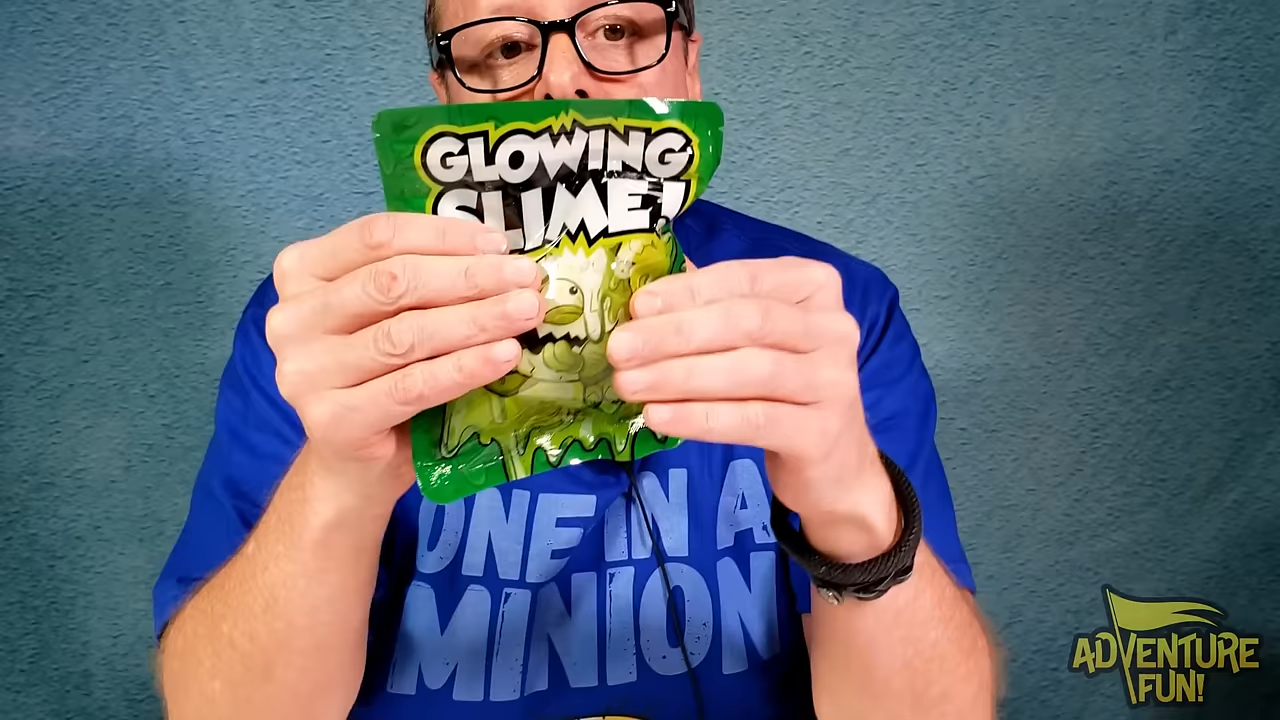 GLOWING
SLIME!
ONE IN A
MINION
ADVENTURE
FUN!